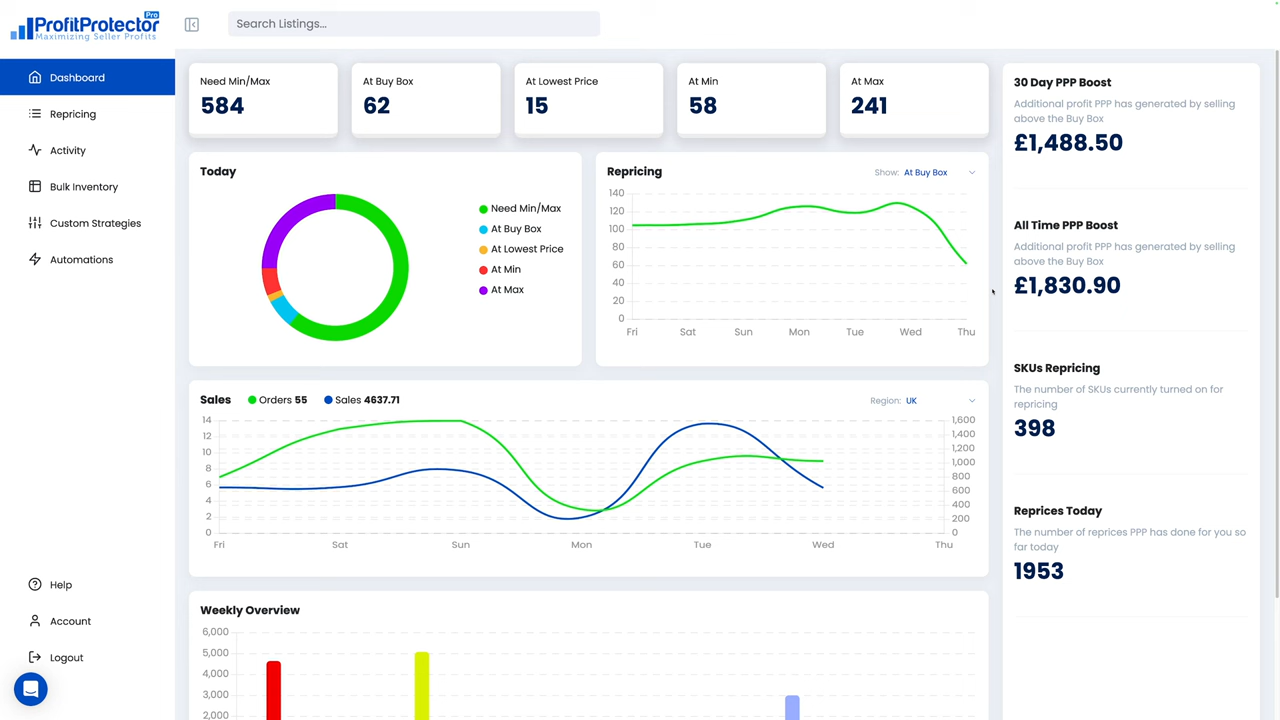 ProfitProtector Pro
Maximizing Seller Profits
Search Listings...
Dashboard
Repricing
Activity
Bulk Inventory
Custom Strategies
Automations
Help
Account
Logout
Need Min/Max
584
At Buy Box
62
At Lowest Price
15
At Min
58
At Max
241
Today
Need Min/Max
At Buy Box
At Lowest Price
At Min
At Max
Repricing
Show: At Buy Box
140
120
100
80
60
40
20
0
Fri Sat Sun Mon Tue Wed Thu
Sales Orders 55 Sales 4637.71
Region: UK
14
12
10
8
6
4
2
0
1,600
1,400
1,200
1,000
800
600
400
200
0
Fri Sat Sun Mon Tue Wed Thu
Weekly Overview
6,000
5,000
4,000
3,000
2,000
30 Day PPP Boost
Additional profit PPP has generated by selling
above the Buy Box
£1,488.50
All Time PPP Boost
Additional profit PPP has generated by selling
above the Buy Box
£1,830.90
SKUs Repricing
The number of SKUs currently turned on for
repricing
398
Reprices Today
The number of reprices PPP has done for you so
far today
1953